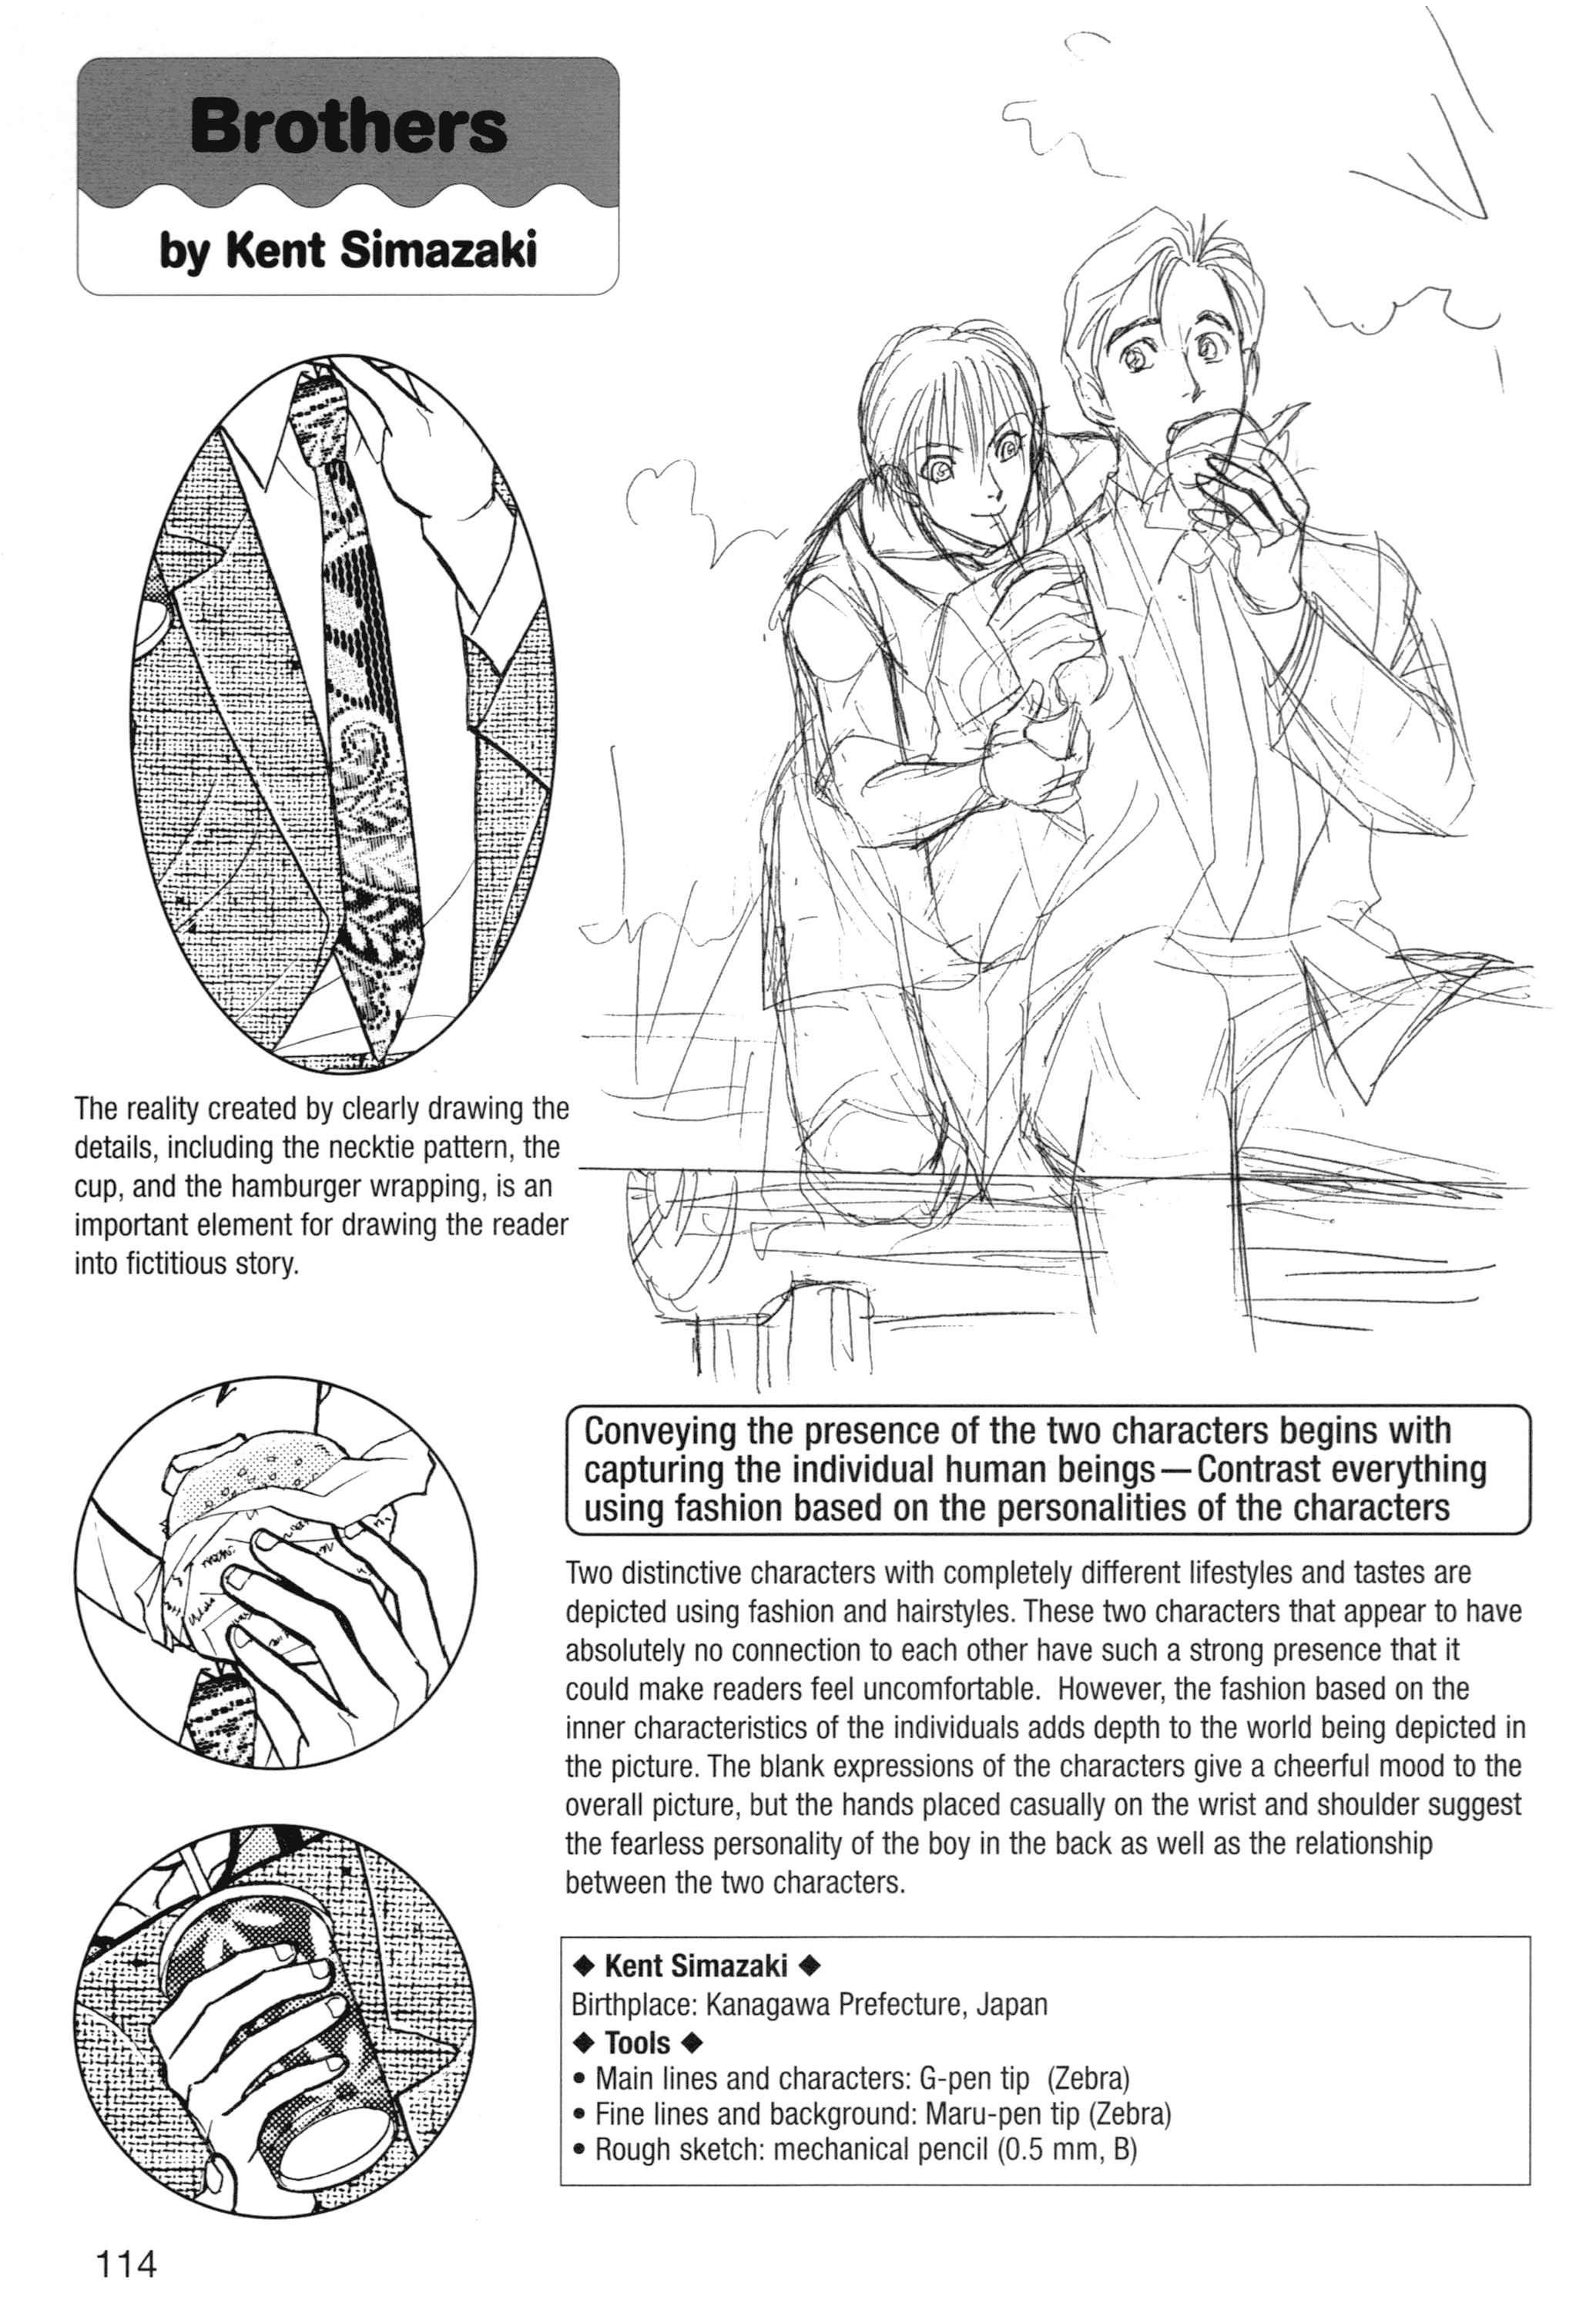 Brothers
by Kent Simazaki
The reality created by clearly drawing the
details, including the necktie pattern, the
cup, and the hamburger wrapping, is an
important element for drawing the reader
into fictitious story.
Conveying the presence of the two characters begins with
capturing the individual human beings—Contrast everything
using fashion based on the personalities of the characters
Two distinctive characters with completely different lifestyles and tastes are
depicted using fashion and hairstyles. These two characters that appear to have
absolutely no connection to each other have such a strong presence that it
could make readers feel uncomfortable.  However, the fashion based on the
inner characteristics of the individuals adds depth to the world being depicted in
the picture. The blank expressions of the characters give a cheerful mood to the
overall picture, but the hands placed casually on the wrist and shoulder suggest
the fearless personality of the boy in the back as well as the relationship
between the two characters.
◆ Kent Simazaki ◆
Birthplace: Kanagawa Prefecture, Japan
◆ Tools ◆
• Main lines and characters: G-pen tip  (Zebra)
• Fine lines and background: Maru-pen tip (Zebra)
• Rough sketch: mechanical pencil (0.5 mm, B)
114